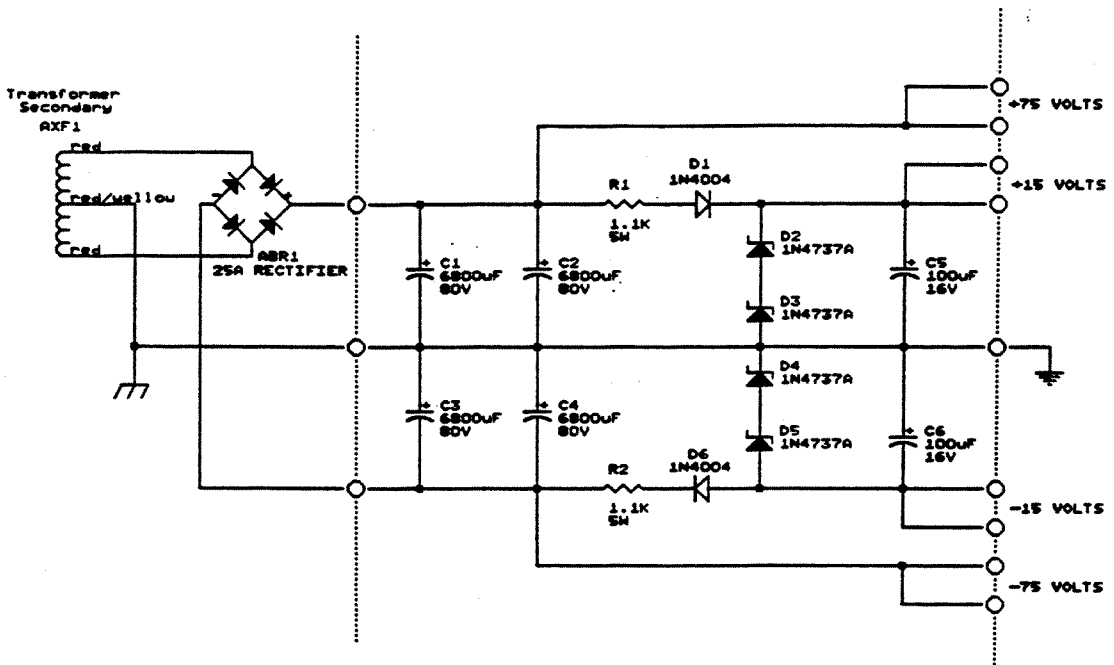 Transformer
Secondary
AXF1
red
red/yellow
red
- +
ABR1
25A RECTIFIER
C1
6800uF
80V
C2
6800uF
80V
C3
6800uF
80V
C4
6800uF
80V
R1
1.1K
5W
D1
1N4004
D2
1N4737A
D3
1N4737A
D4
1N4737A
D5
1N4737A
R2
1.1K
5W
D6
1N4004
C5
100uF
16V
C6
100uF
16V
+75 VOLTS
+15 VOLTS
-15 VOLTS
-75 VOLTS